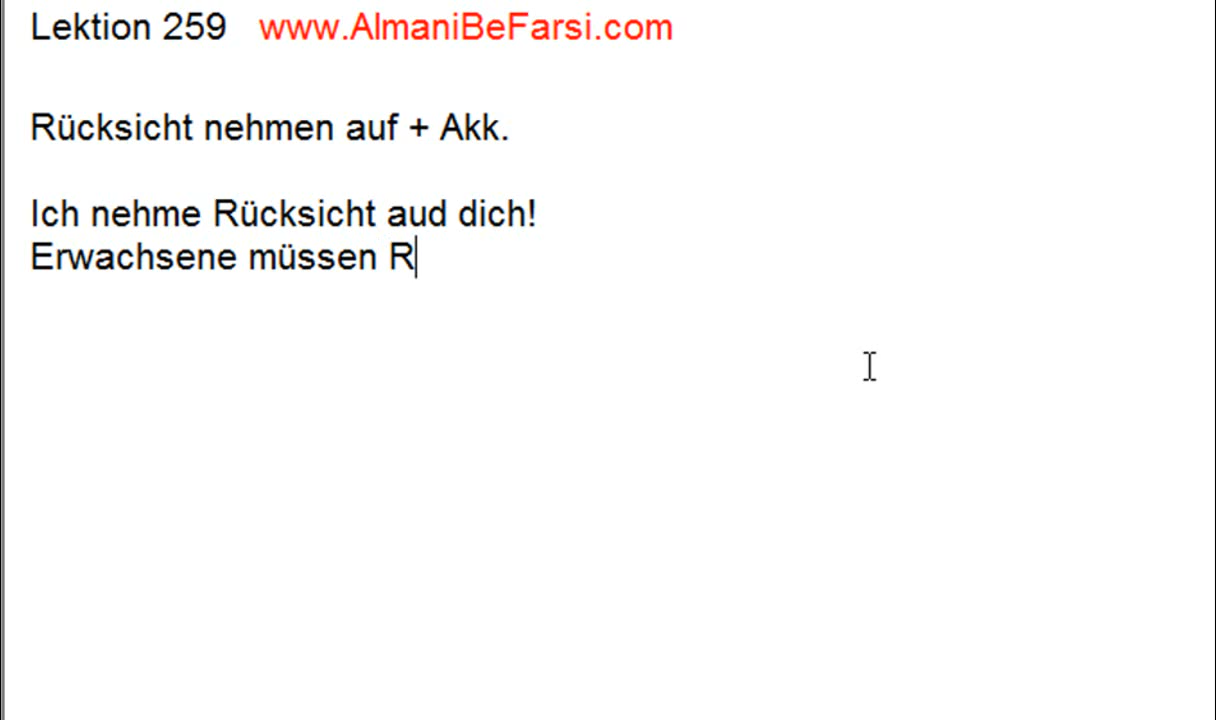 Lektion 259 www.AlmaniBeFarsi.com
Rücksicht nehmen auf + Akk.
Ich nehme Rücksicht aud dich!
Erwachsene müssen R